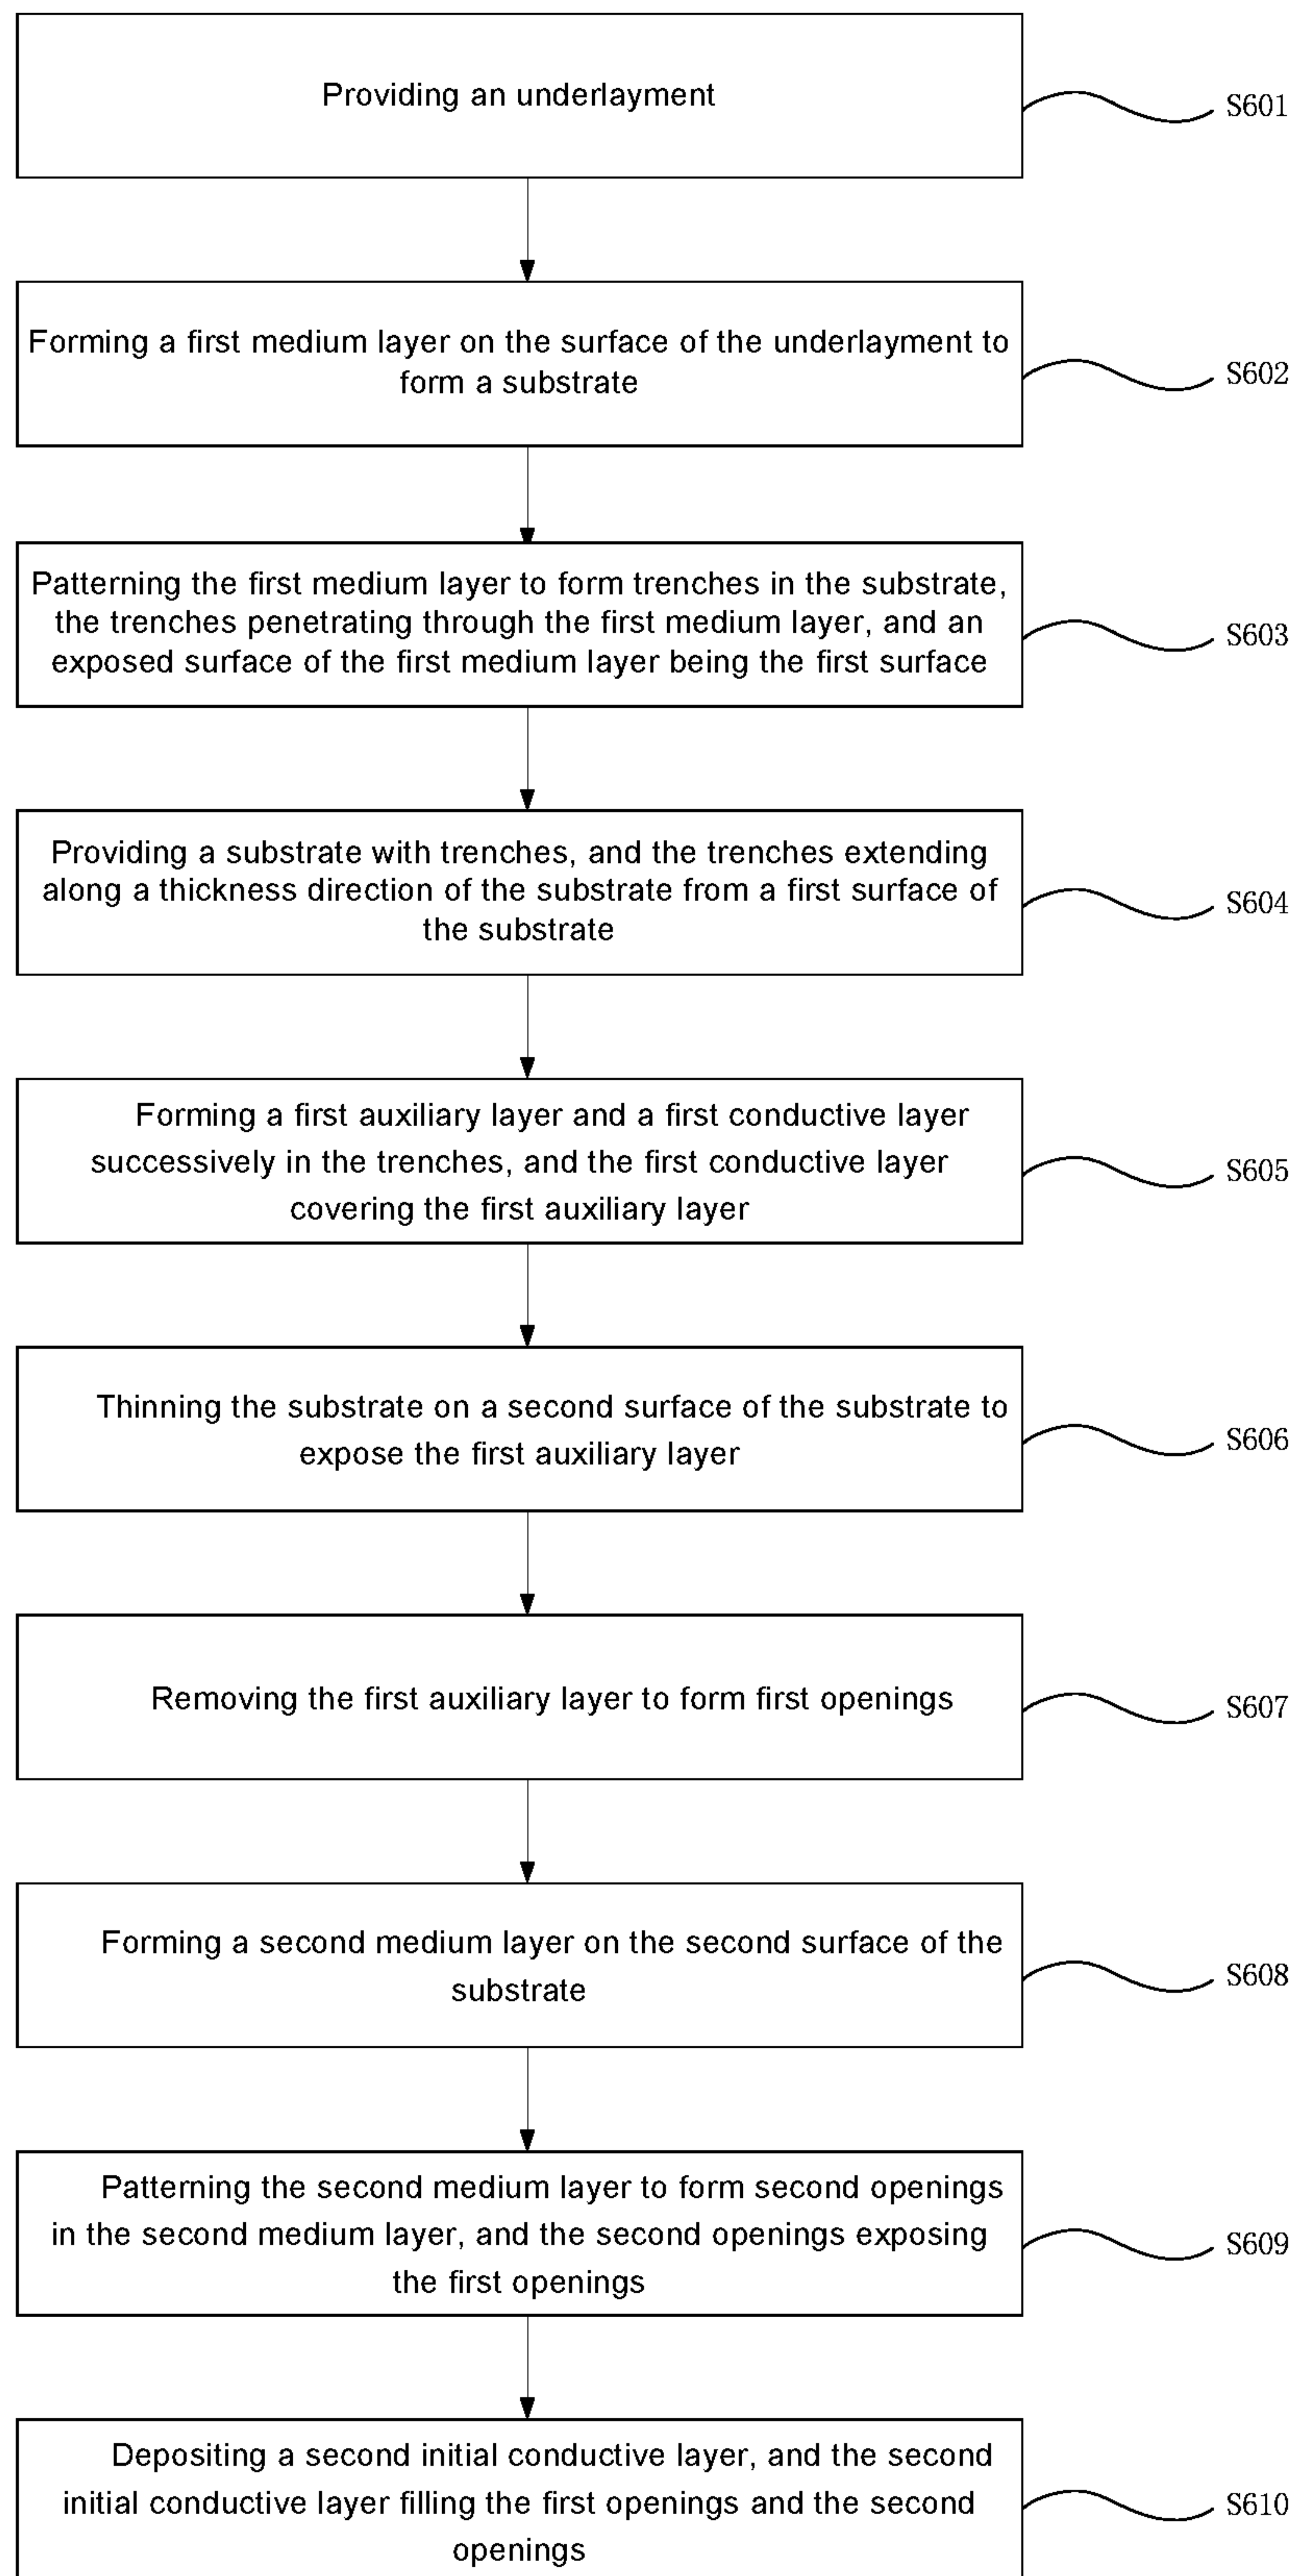 Providing an underlayment
S601
Forming a first medium layer on the surface of the underlayment to
form a substrate
S602
Patterning the first medium layer to form trenches in the substrate,
the trenches penetrating through the first medium layer, and an
exposed surface of the first medium layer being the first surface
S603
Providing a substrate with trenches, and the trenches extending
along a thickness direction of the substrate from a first surface of
the substrate
S604
Forming a first auxiliary layer and a first conductive layer
successively in the trenches, and the first conductive layer
covering the first auxiliary layer
S605
Thinning the substrate on a second surface of the substrate to
expose the first auxiliary layer
S606
Removing the first auxiliary layer to form first openings
S607
Forming a second medium layer on the second surface of the
substrate
S608
Patterning the second medium layer to form second openings
in the second medium layer, and the second openings exposing
the first openings
S609
Depositing a second initial conductive layer, and the second
initial conductive layer filling the first openings and the second
openings
S610